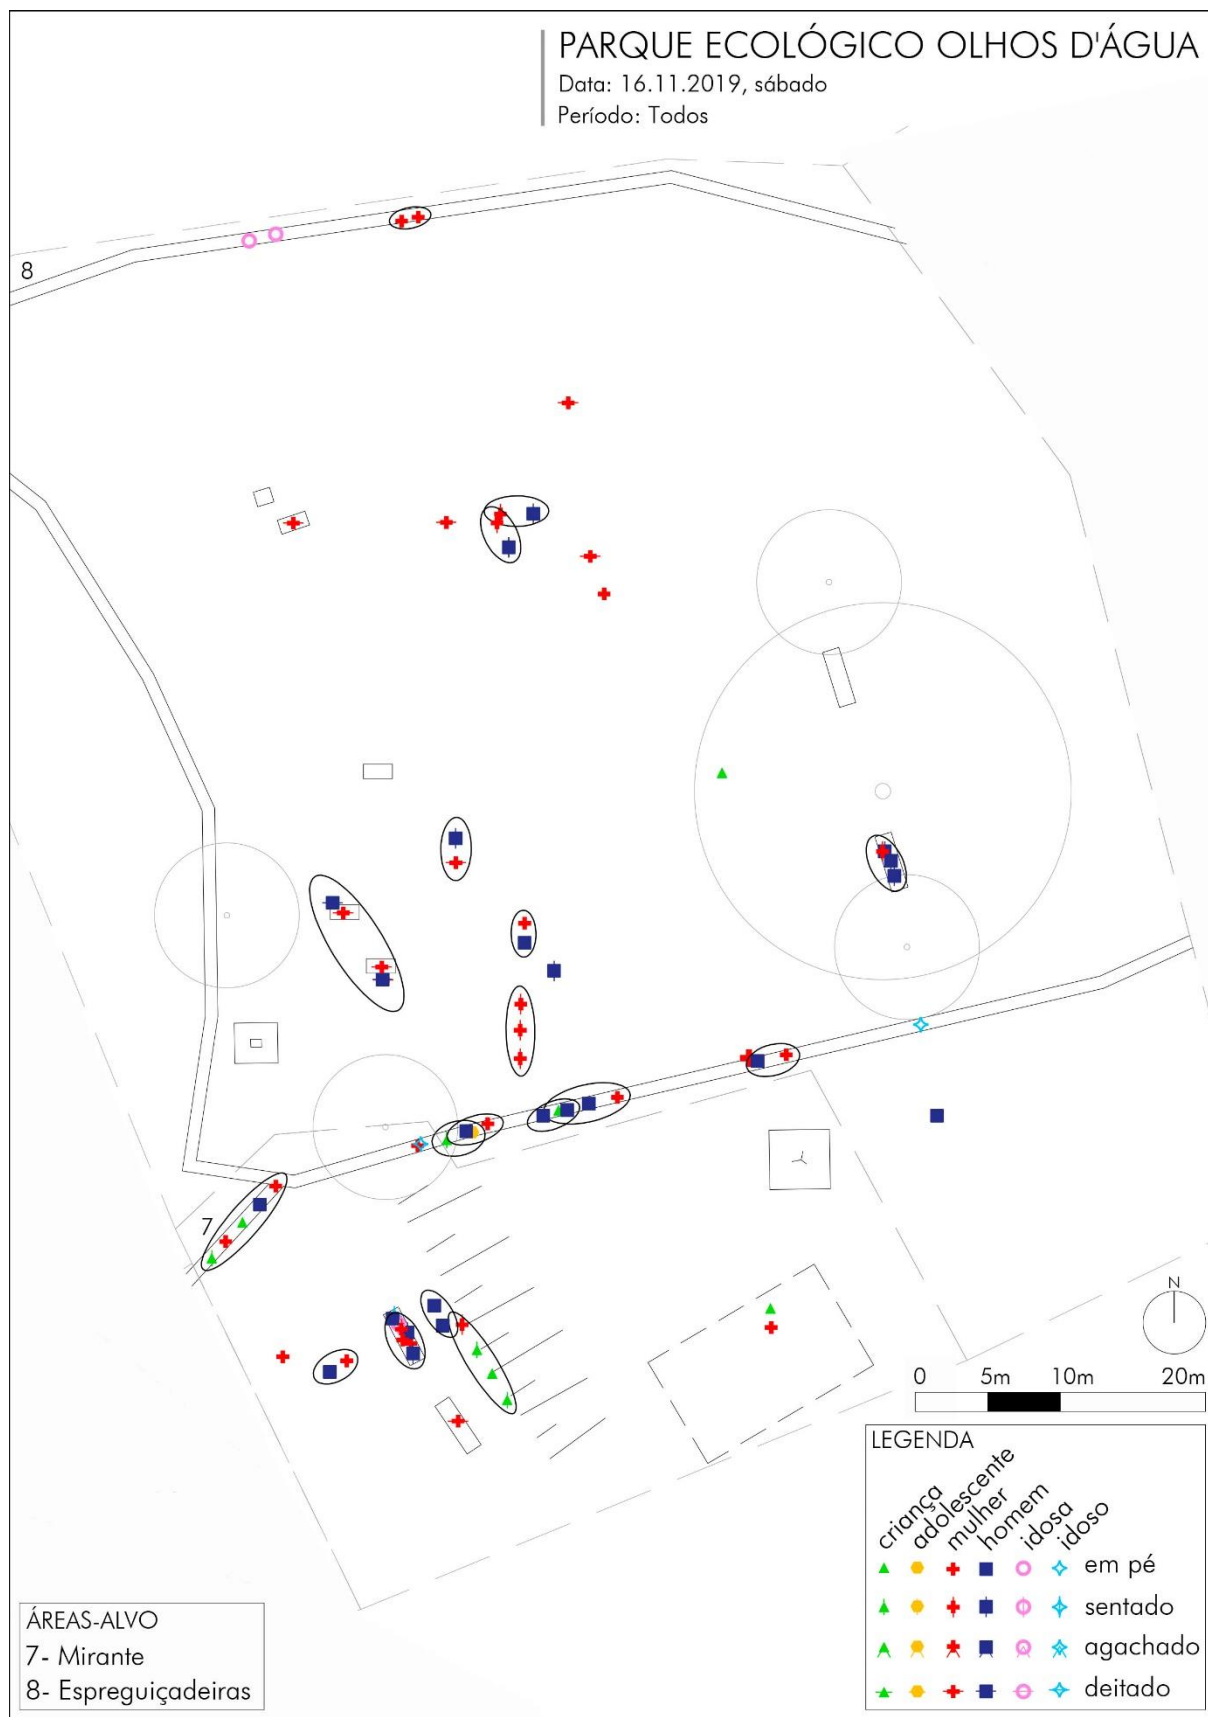 PARQUE ECOLÓGICO OLHOS D'ÁGUA
Data: 16.11.2019, sábado
Período: Todos
8
7
N
0 5m 10m 20m
LEGENDA
criança adolescente mulher homem idosa idoso
em pé
sentado
agachado
deitado
ÁREAS-ALVO
7- Mirante
8- Espreguiçadeiras